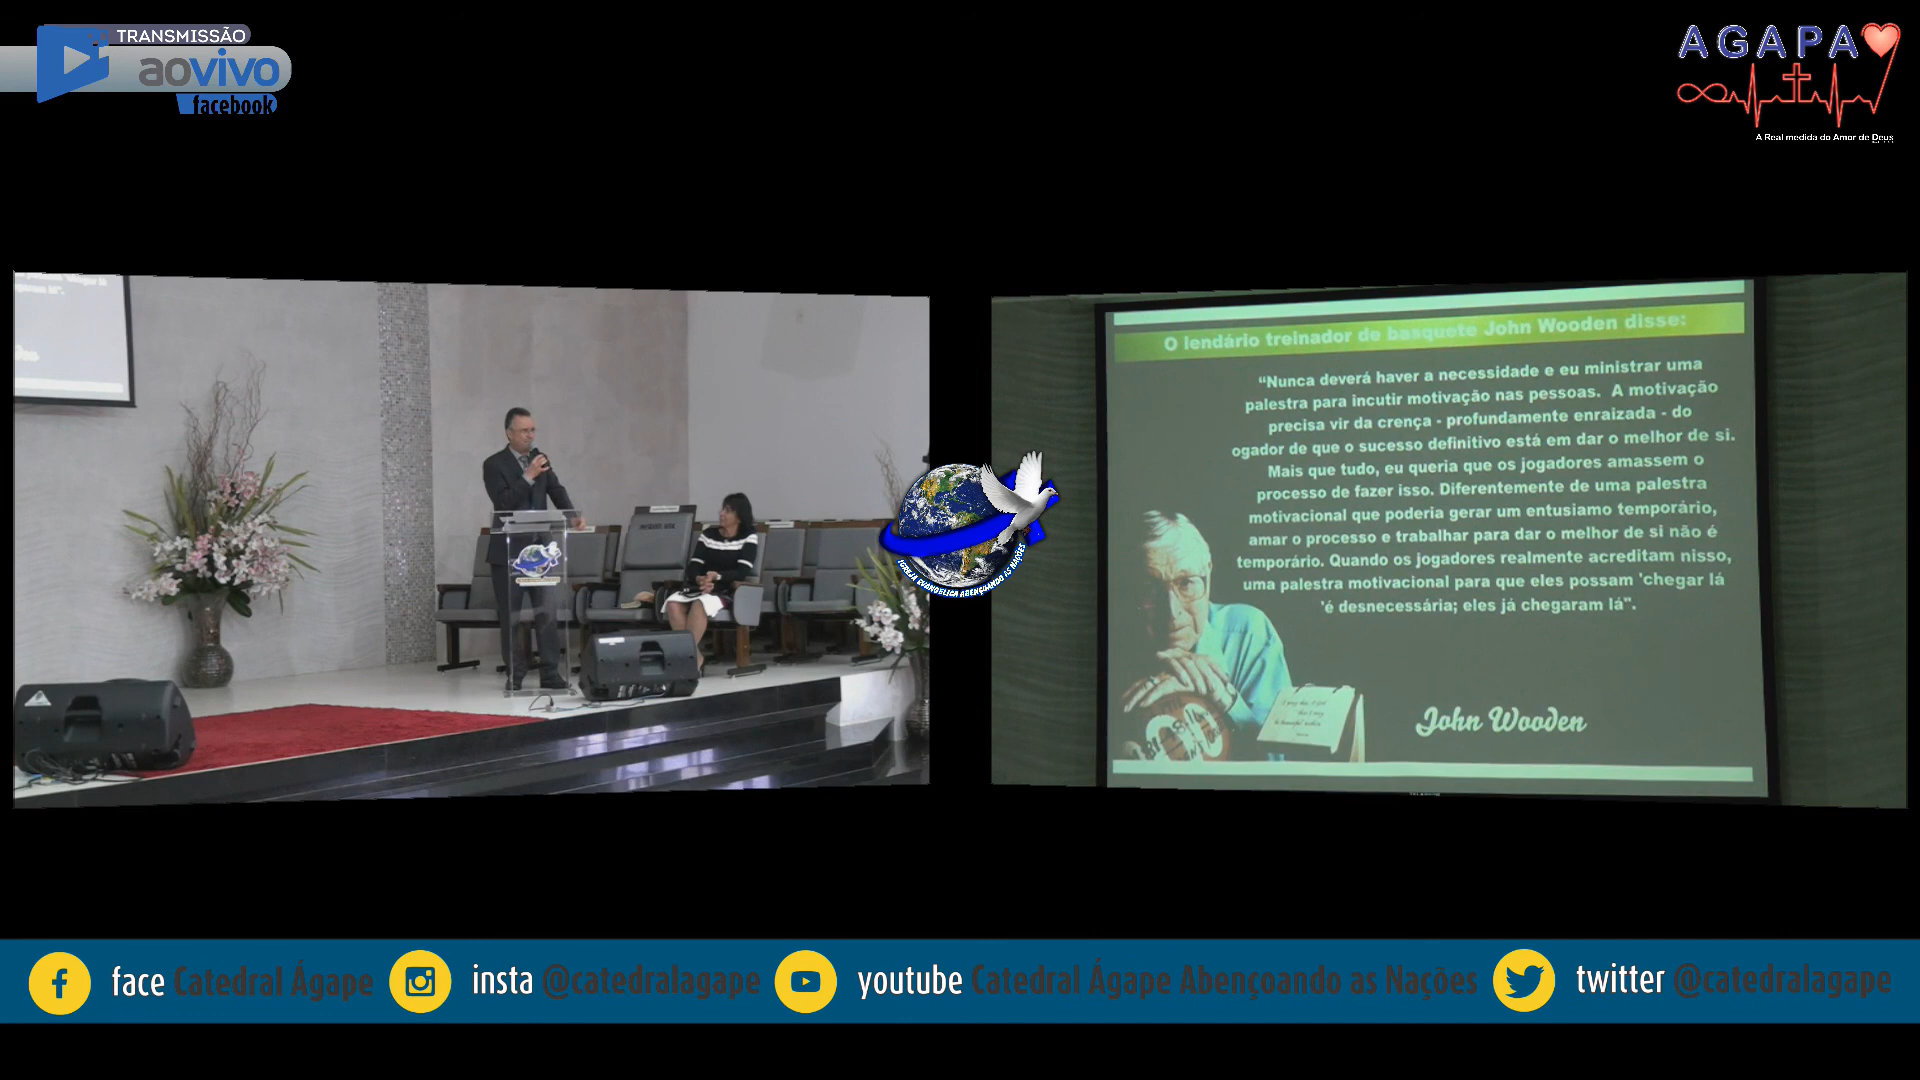 TRANSMISSÃO
aovivo
facebook
AGAPA
A Real medida do Amor de Deus
O lendário treinador de basquete John Wooden disse:
“Nunca deverá haver a necessidade e eu ministrar uma
palestra para incutir motivação nas pessoas. A motivação
precisa vir da crença - profundamente enraizada - do
ogador de que o sucesso definitivo está em dar o melhor de si.
Mais que tudo, eu queria que os jogadores amassem o
processo de fazer isso. Diferentemente de uma palestra
motivacional que poderia gerar um entusiamo temporário,
amar o processo e trabalhar para dar o melhor de si não é
temporário. Quando os jogadores realmente acreditam nisso,
uma palestra motivacional para que eles possam 'chegar lá
'é desnecessária; eles já chegaram lá".
John Wooden
IGREJA EVANGÉLICA ABENÇOANDO AS NAÇÕES
face Catedral Ágape
insta @catedralagape
youtube Catedral Ágape Abençoando as Nações
twitter @catedralagape